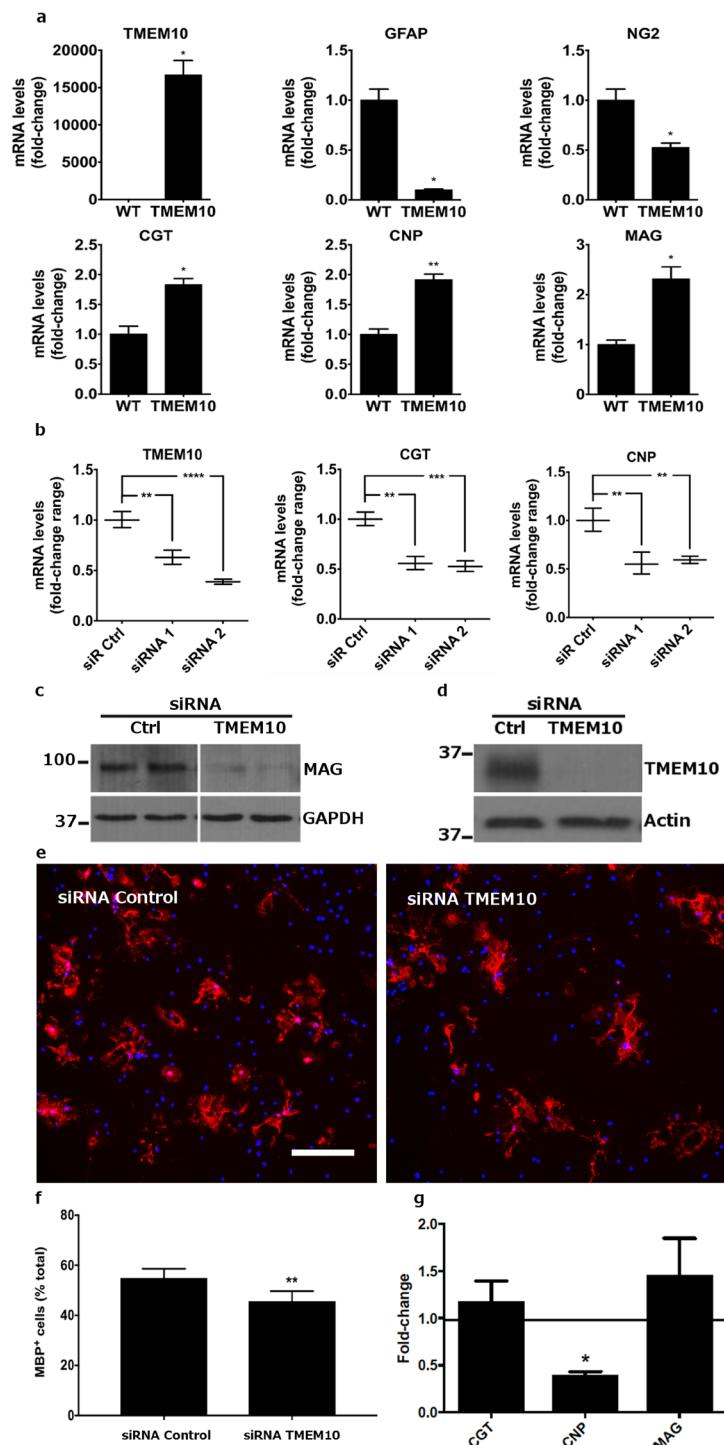 a
TMEM10 GFAP NG2
mRNA levels (fold-change)
20000
15000
10000
5000
0
*
WT TMEM10
mRNA levels (fold-change)
1.5
1.0
0.5
0.0
*
WT TMEM10
mRNA levels (fold-change)
1.5
1.0
0.5
0.0
*
WT TMEM10
CGT CNP MAG
mRNA levels (fold-change)
2.5
2.0
1.5
1.0
0.5
0.0
*
WT TMEM10
mRNA levels (fold-change)
2.5
2.0
1.5
1.0
0.5
0.0
**
WT TMEM10
mRNA levels (fold-change)
3
2
1
0
*
WT TMEM10
b
TMEM10
mRNA levels (fold-change range)
1.5
1.0
0.5
0.0
****
**
siR Ctrl siRNA 1 siRNA 2
CGT
mRNA levels (fold-change range)
1.5
1.0
0.5
0.0
***
**
siR Ctrl siRNA 1 siRNA 2
CNP
mRNA levels (fold-change range)
1.5
1.0
0.5
0.0
**
**
siR Ctrl siRNA 1 siRNA 2
c
siRNA
Ctrl TMEM10
100 MAG
37 GAPDH
d
siRNA
Ctrl TMEM10
37 TMEM10
37 Actin
e
siRNA Control siRNA TMEM10
f
MBP⁺ cells (% total)
80
60
40
20
0
**
siRNA Control siRNA TMEM10
g
Fold-change
2.0
1.5
1.0
0.5
0.0
*
CGT CNP MAG